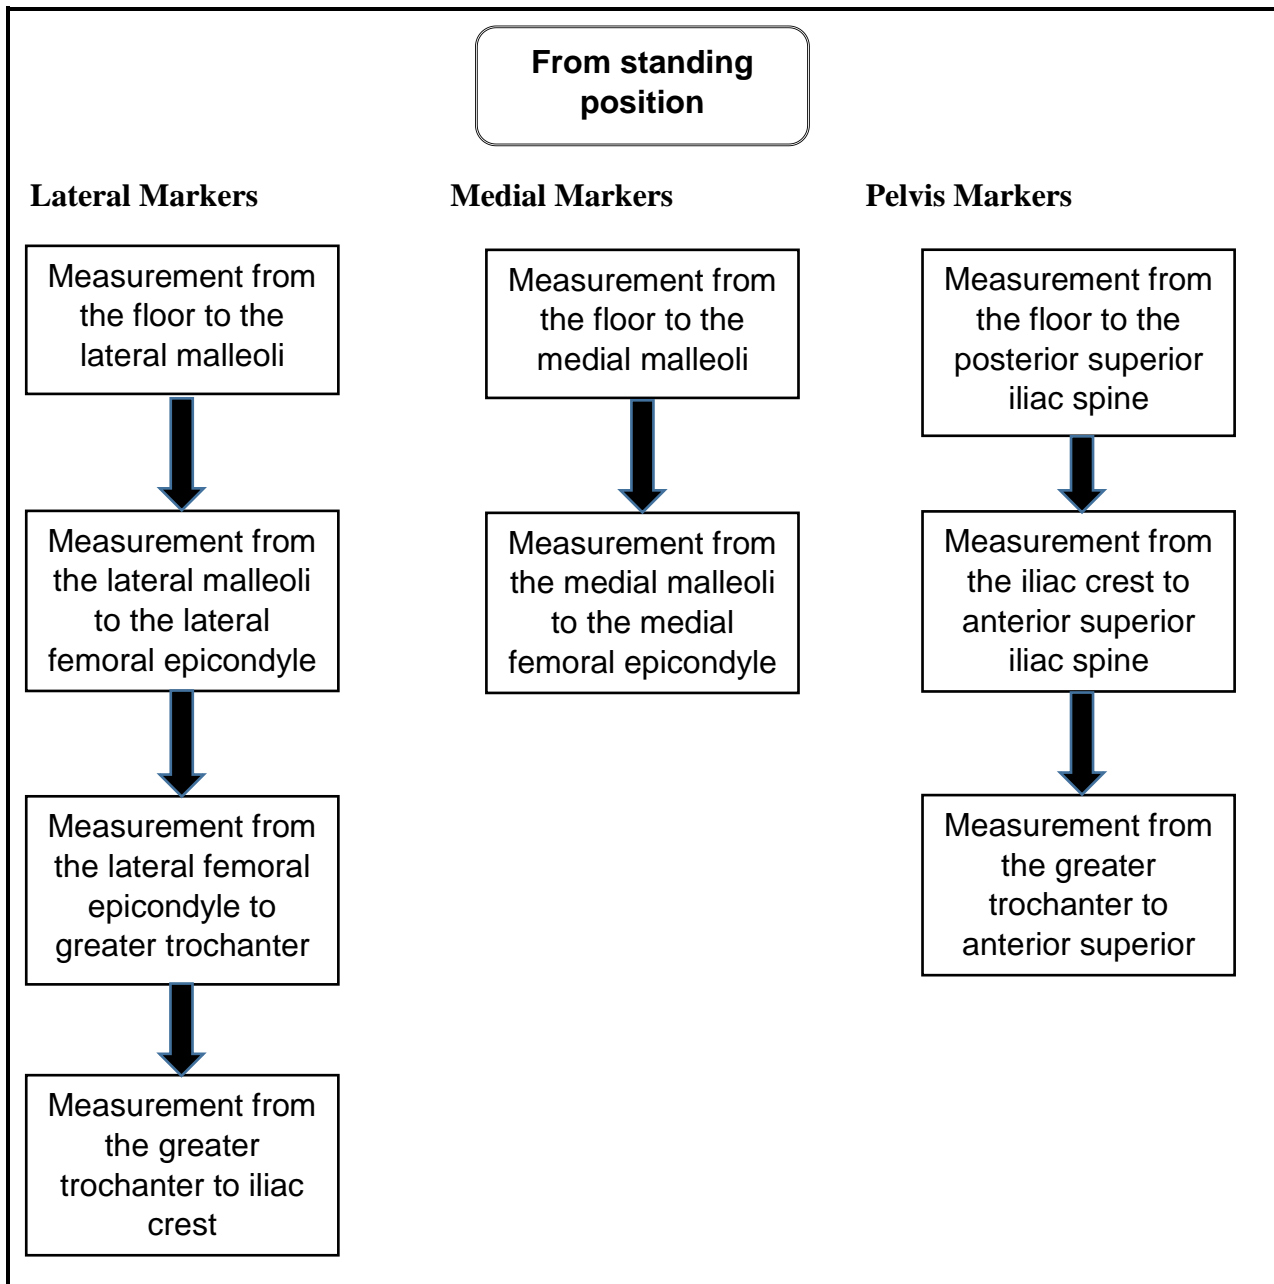 From standing
position
Lateral Markers
Medial Markers
Pelvis Markers
Measurement from
the floor to the
lateral malleoli
Measurement from
the lateral malleoli
to the lateral
femoral epicondyle
Measurement from
the lateral femoral
epicondyle to
greater trochanter
Measurement from
the greater
trochanter to iliac
crest
Measurement from
the floor to the
medial malleoli
Measurement from
the medial malleoli
to the medial
femoral epicondyle
Measurement from
the floor to the
posterior superior
iliac spine
Measurement from
the iliac crest to
anterior superior
iliac spine
Measurement from
the greater
trochanter to
anterior superior